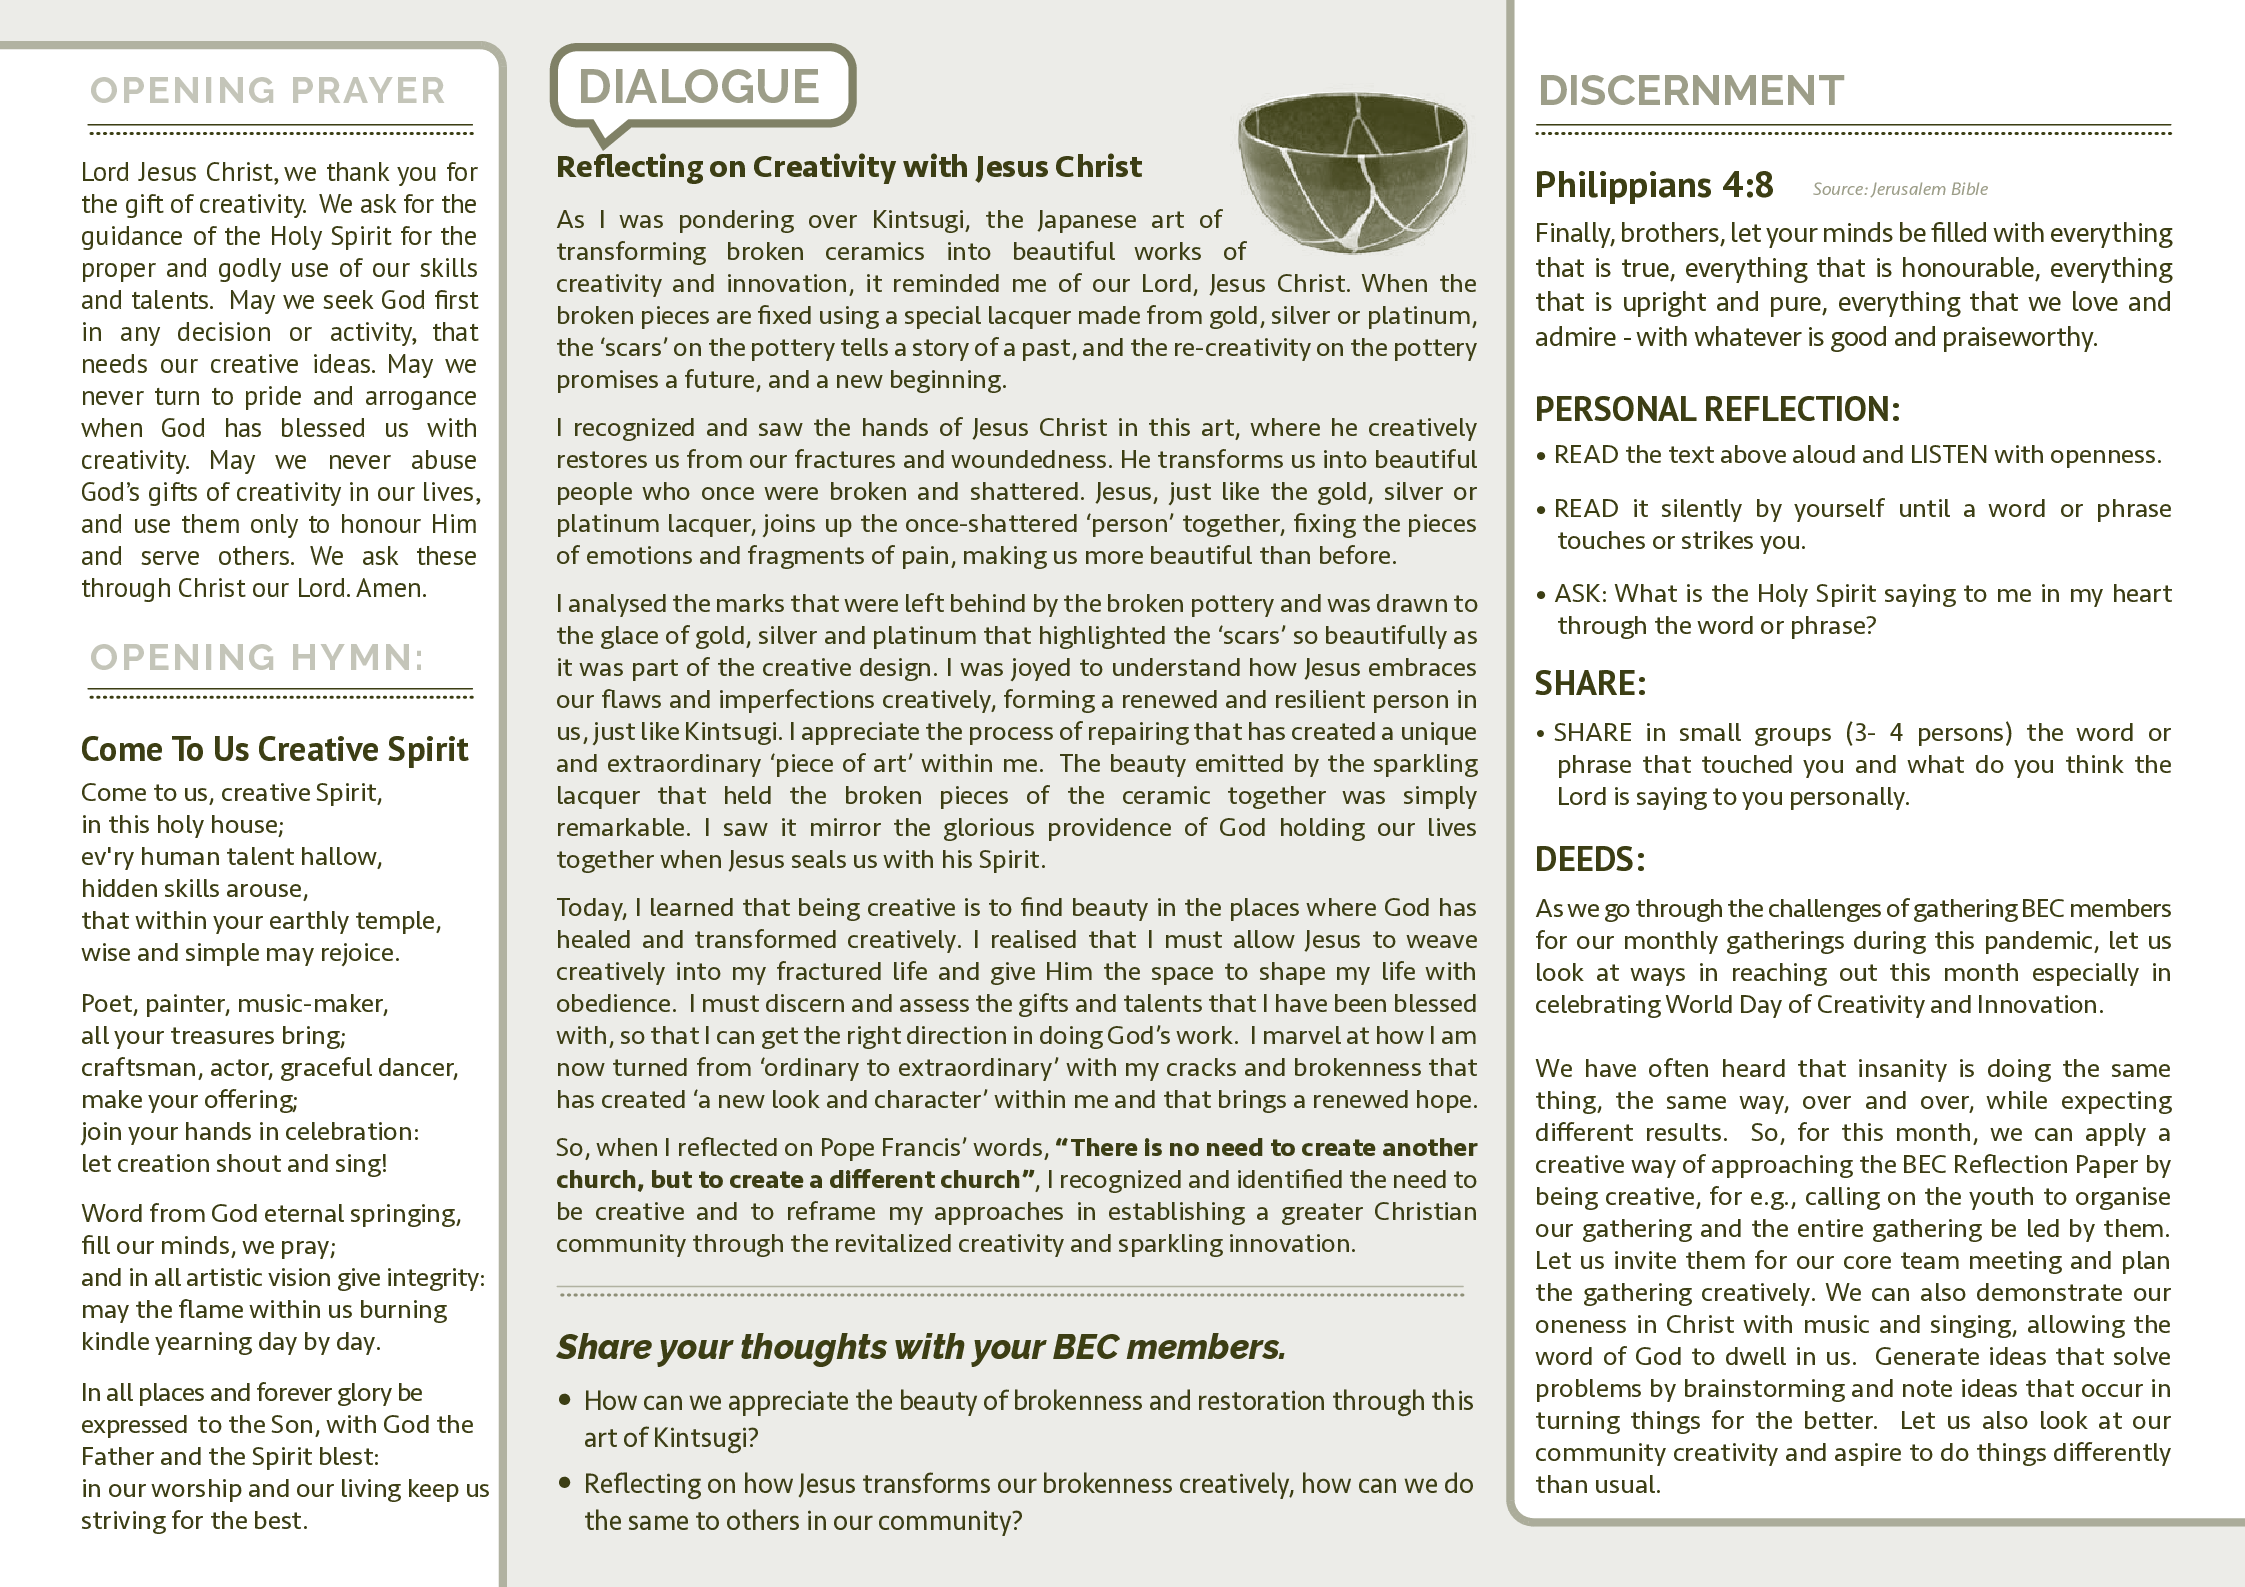 OPENING PRAYER
Lord Jesus Christ, we thank you for
the gift of creativity. We ask for the
guidance of the Holy Spirit for the
proper and godly use of our skills
and talents. May we seek God first
in any decision or activity, that
needs our creative ideas. May we
never turn to pride and arrogance
when God has blessed us with
creativity. May we never abuse
God's gifts of creativity in our lives,
and use them only to honour Him
and serve others. We ask these
through Christ our Lord. Amen.
OPENING HYMN:
Come To Us Creative Spirit
Come to us, creative Spirit,
in this holy house;
ev'ry human talent hallow,
hidden skills arouse,
that within your earthly temple,
wise and simple may rejoice.
Poet, painter, music-maker,
all your treasures bring;
craftsman, actor, graceful dancer,
make your offering;
join your hands in celebration:
let creation shout and sing!
Word from God eternal springing,
fill our minds, we pray;
and in all artistic vision give integrity:
may the flame within us burning
kindle yearning day by day.
In all places and forever glory be
expressed to the Son, with God the
Father and the Spirit blest:
in our worship and our living keep us
striving for the best.
DIALOGUE
Reflecting on Creativity with Jesus Christ
As I was pondering over Kintsugi, the Japanese art of
transforming broken ceramics into beautiful works of
creativity and innovation, it reminded me of our Lord, Jesus Christ. When the
broken pieces are fixed using a special lacquer made from gold, silver or platinum,
the ‘scars’ on the pottery tells a story of a past, and the re-creativity on the pottery
promises a future, and a new beginning.
I recognized and saw the hands of Jesus Christ in this art, where he creatively
restores us from our fractures and woundedness. He transforms us into beautiful
people who once were broken and shattered. Jesus, just like the gold, silver or
platinum lacquer, joins up the once-shattered ‘person’ together, fixing the pieces
of emotions and fragments of pain, making us more beautiful than before.
I analysed the marks that were left behind by the broken pottery and was drawn to
the glace of gold, silver and platinum that highlighted the ‘scars’ so beautifully as
it was part of the creative design. I was joyed to understand how Jesus embraces
our flaws and imperfections creatively, forming a renewed and resilient person in
us, just like Kintsugi. I appreciate the process of repairing that has created a unique
and extraordinary ‘piece of art’ within me. The beauty emitted by the sparkling
lacquer that held the broken pieces of the ceramic together was simply
remarkable. I saw it mirror the glorious providence of God holding our lives
together when Jesus seals us with his Spirit.
Today, I learned that being creative is to find beauty in the places where God has
healed and transformed creatively. I realised that I must allow Jesus to weave
creatively into my fractured life and give Him the space to shape my life with
obedience. I must discern and assess the gifts and talents that I have been blessed
with, so that I can get the right direction in doing God’s work. I marvel at how I am
now turned from ‘ordinary to extraordinary’ with my cracks and brokenness that
has created ‘a new look and character’ within me and that brings a renewed hope.
So, when I reflected on Pope Francis’ words, “There is no need to create another
church, but to create a different church”, I recognized and identified the need to
be creative and to reframe my approaches in establishing a greater Christian
community through the revitalized creativity and sparkling innovation.
Share your thoughts with your BEC members.
• How can we appreciate the beauty of brokenness and restoration through this
art of Kintsugi?
• Reflecting on how Jesus transforms our brokenness creatively, how can we do
the same to others in our community?
DISCERNMENT
Philippians 4:8 Source: Jerusalem Bible
Finally, brothers, let your minds be filled with everything
that is true, everything that is honourable, everything
that is upright and pure, everything that we love and
admire - with whatever is good and praiseworthy.
PERSONAL REFLECTION:
• READ the text above aloud and LISTEN with openness.
• READ it silently by yourself until a word or phrase
touches or strikes you.
• ASK: What is the Holy Spirit saying to me in my heart
through the word or phrase?
SHARE:
• SHARE in small groups (3- 4 persons) the word or
phrase that touched you and what do you think the
Lord is saying to you personally.
DEEDS:
As we go through the challenges of gathering BEC members
for our monthly gatherings during this pandemic, let us
look at ways in reaching out this month especially in
celebrating World Day of Creativity and Innovation.
We have often heard that insanity is doing the same
thing, the same way, over and over, while expecting
different results. So, for this month, we can apply a
creative way of approaching the BEC Reflection Paper by
being creative, for e.g., calling on the youth to organise
our gathering and the entire gathering be led by them.
Let us invite them for our core team meeting and plan
the gathering creatively. We can also demonstrate our
oneness in Christ with music and singing, allowing the
word of God to dwell in us. Generate ideas that solve
problems by brainstorming and note ideas that occur in
turning things for the better. Let us also look at our
community creativity and aspire to do things differently
than usual.